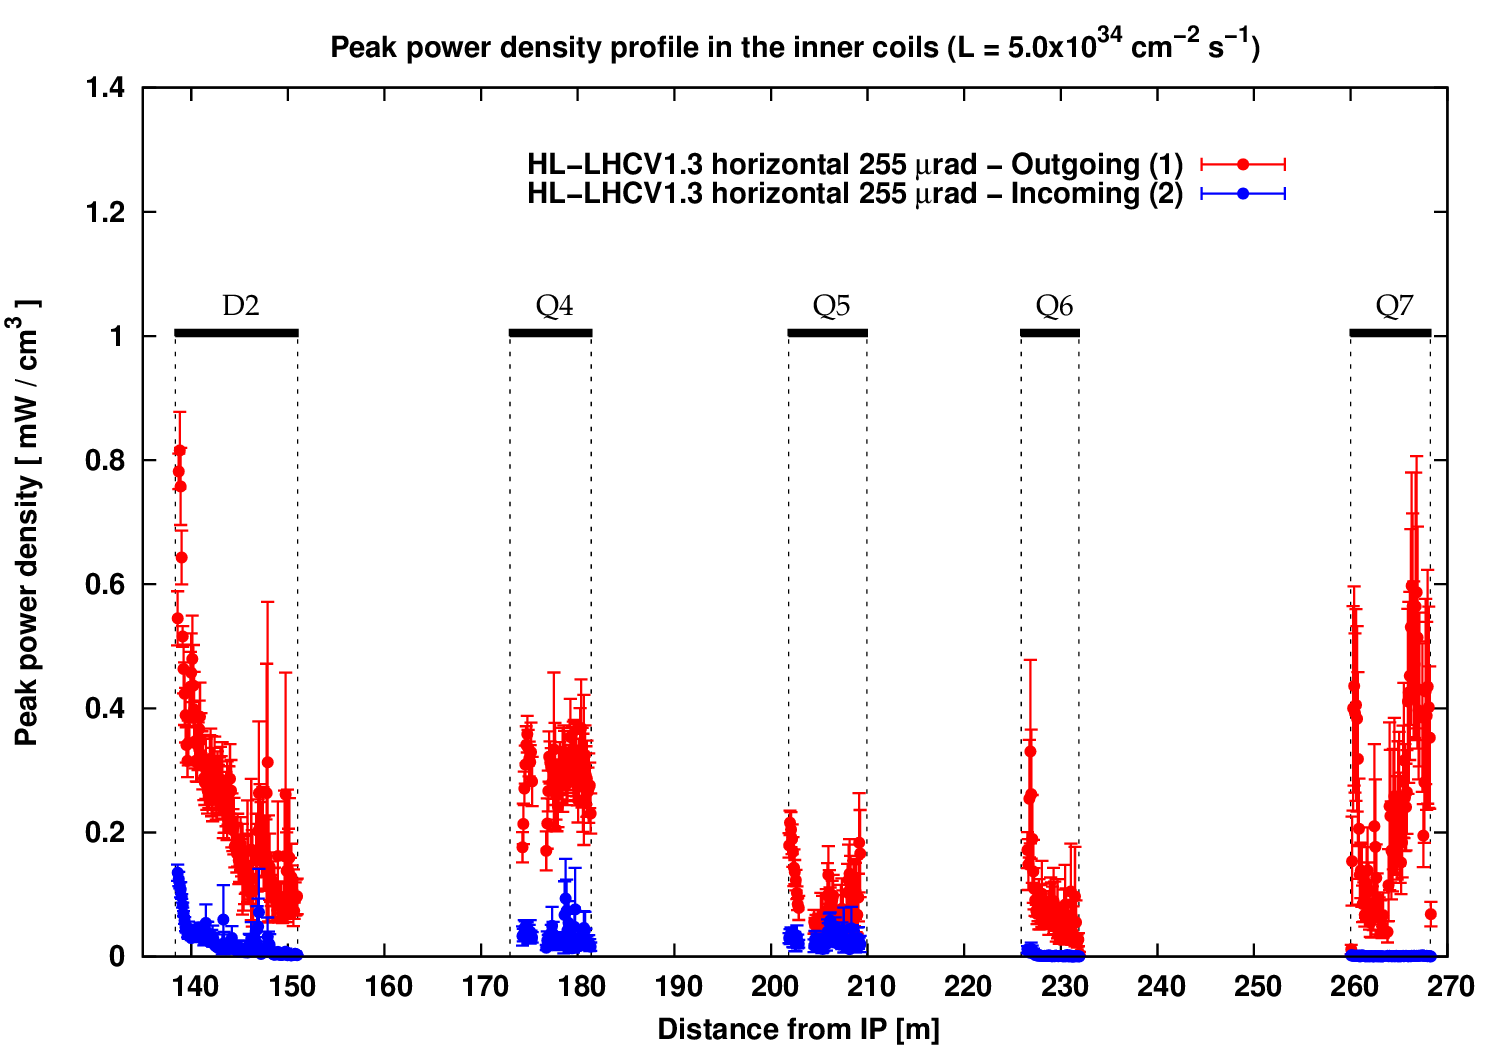 Peak power density profile in the inner coils (L = 5.0x10^34 cm^−2 s^−1)
1.4
1.2
1
0.8
0.6
0.4
0.2
0
Peak power density [ mW / cm^3 ]
HL−LHCV1.3 horizontal 255 μrad − Outgoing (1)
HL−LHCV1.3 horizontal 255 μrad − Incoming (2)
D2 Q4 Q5 Q6 Q7
140 150 160 170 180 190 200 210 220 230 240 250 260 270
Distance from IP [m]